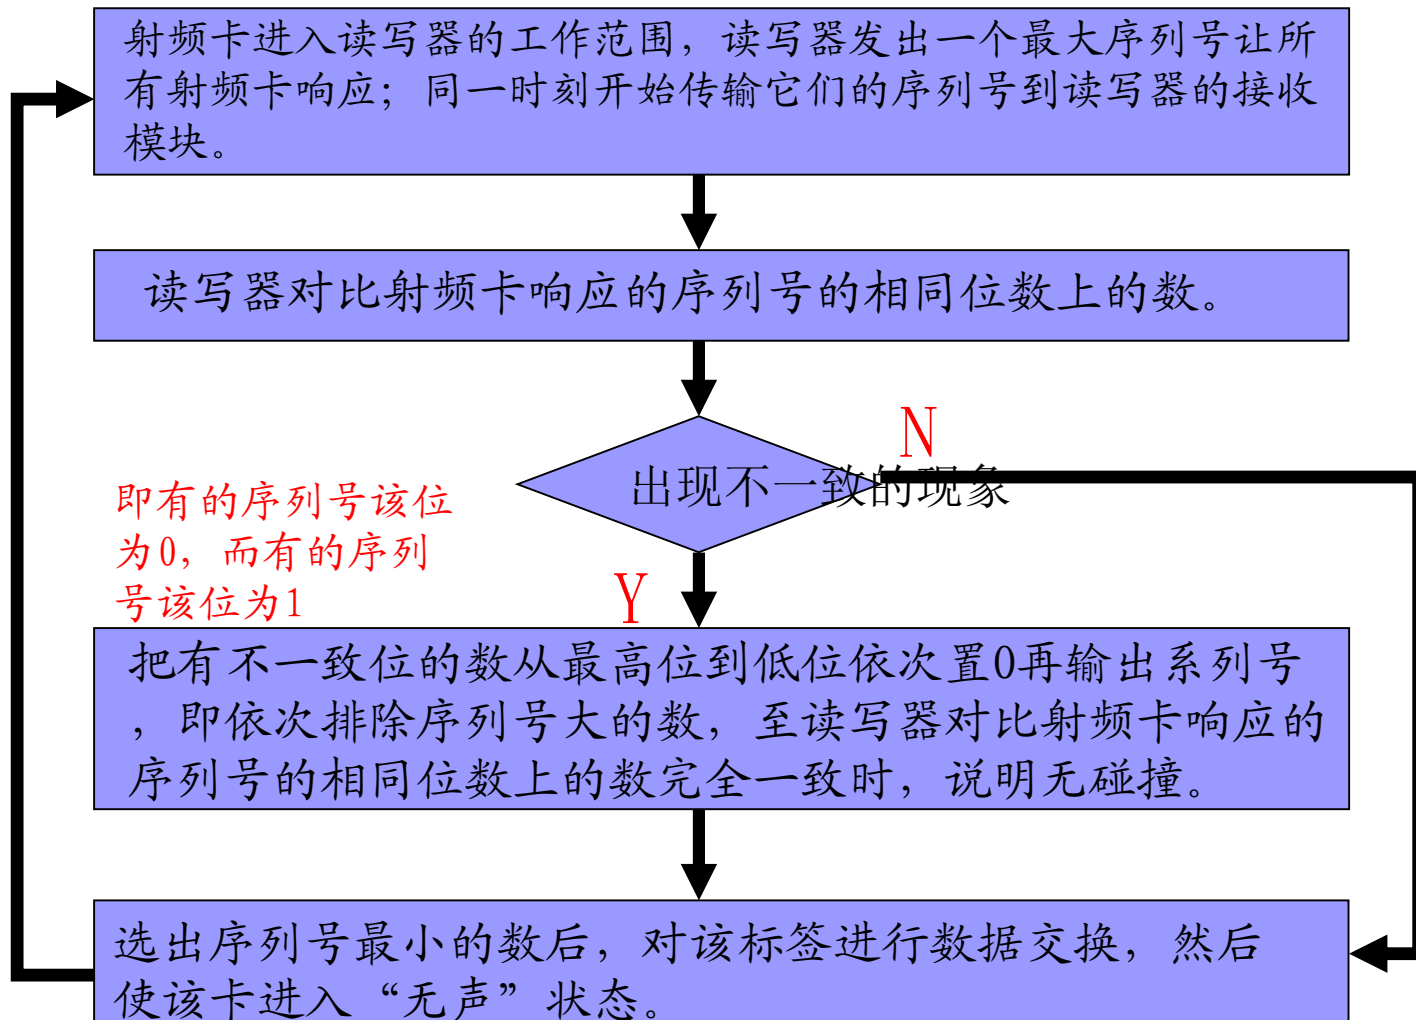 射频卡进入读写器的工作范围，读写器发出一个最大序列号让所
有射频卡响应；同一时刻开始传输它们的序列号到读写器的接收
模块。
读写器对比射频卡响应的序列号的相同位数上的数。
N
出现不一致的现象
即有的序列号该位
为0，而有的序列
号该位为1
Y
把有不一致位的数从最高位到低位依次置0再输出系列号
，即依次排除序列号大的数，至读写器对比射频卡响应的
序列号的相同位数上的数完全一致时，说明无碰撞。
选出序列号最小的数后，对该标签进行数据交换，然后
使该卡进入“无声”状态。